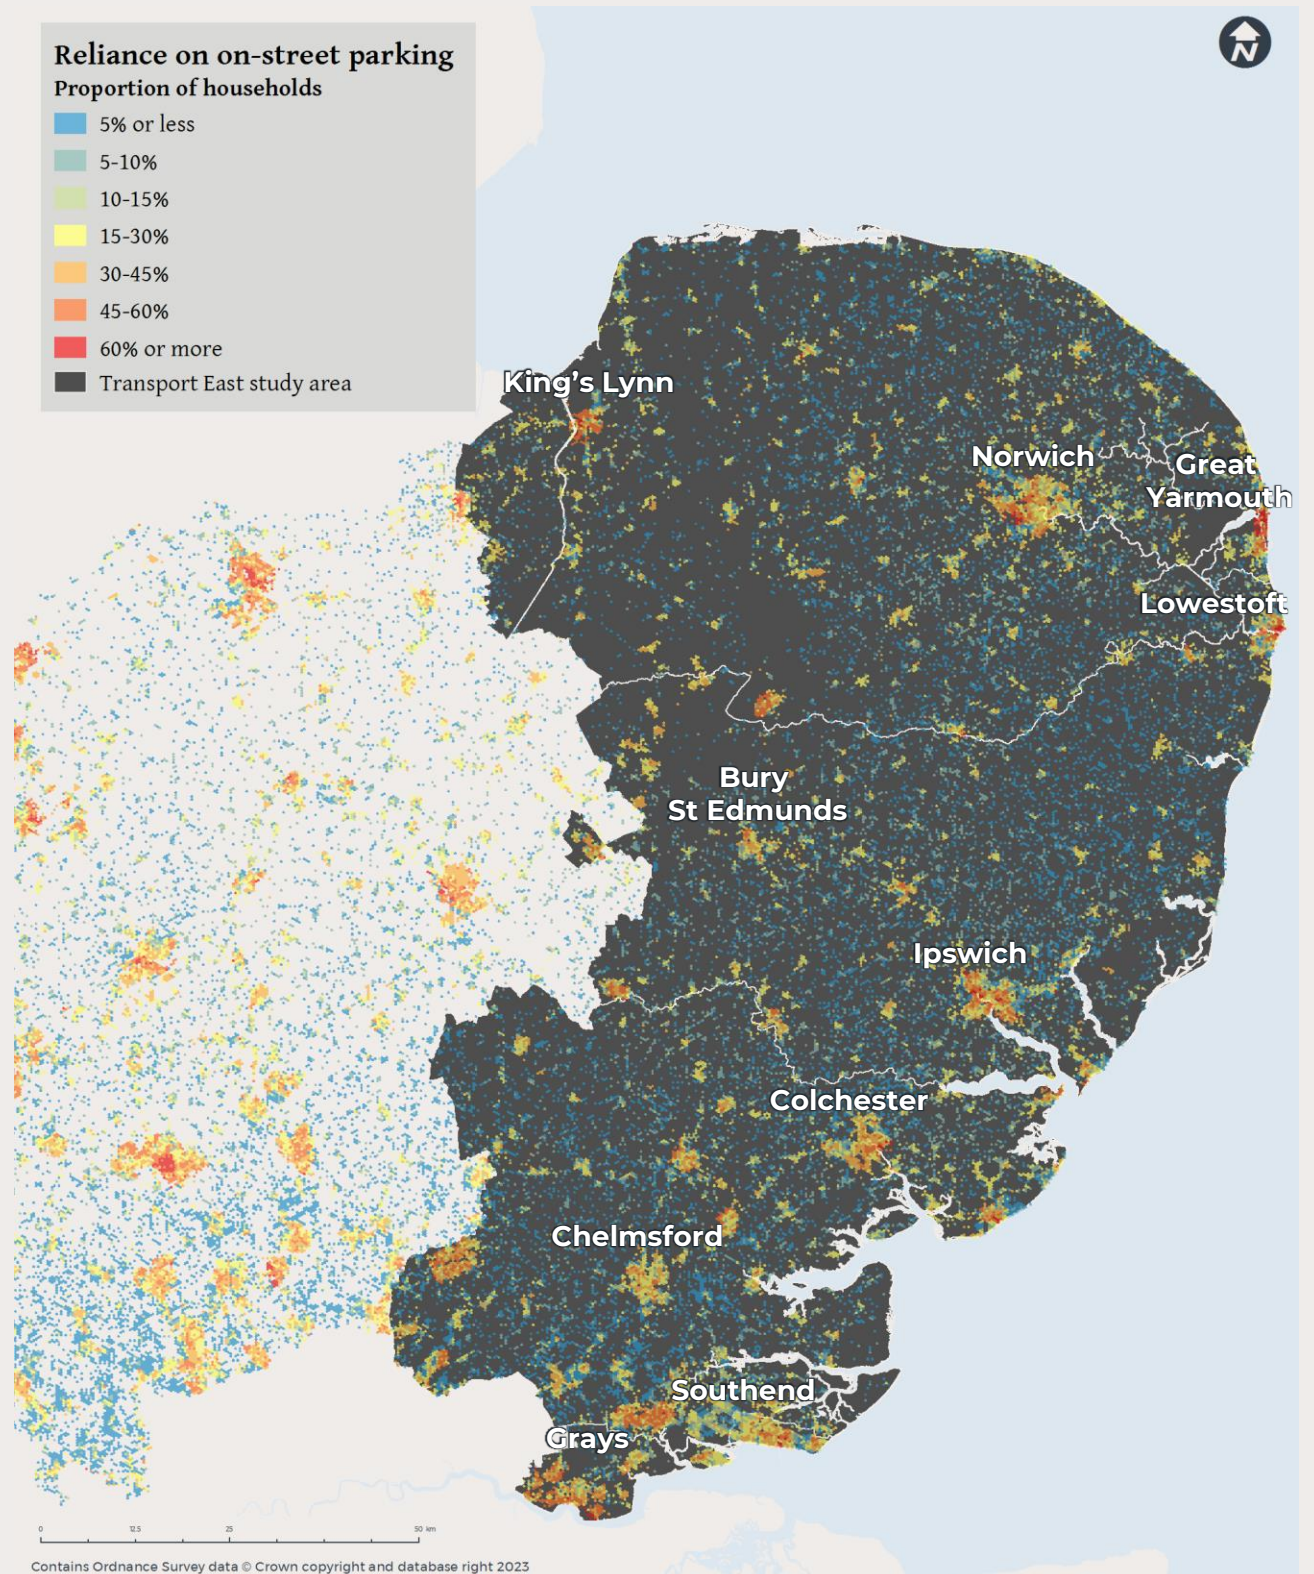 Reliance on on-street parking
Proportion of households
5% or less
5-10%
10-15%
15-30%
30-45%
45-60%
60% or more
Transport East study area
N
King's Lynn
Norwich
Great
Yarmouth
Lowestoft
Bury
St Edmunds
Ipswich
Colchester
Chelmsford
Southend
Grays
0 12.5 25 50 km
Contains Ordnance Survey data © Crown copyright and database right 2023